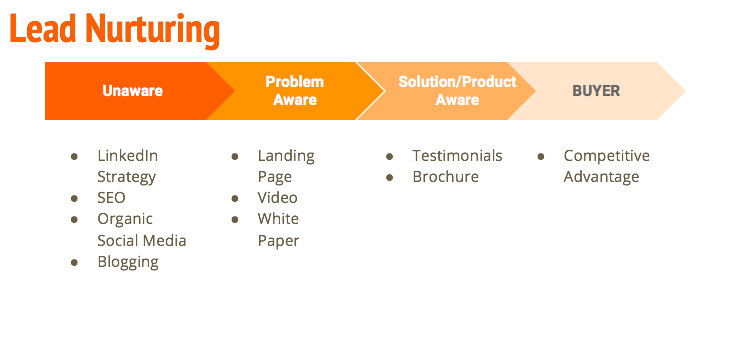 Lead Nurturing
Unaware
Problem
Aware
Solution/Product
Aware
BUYER
● LinkedIn
Strategy
● SEO
● Organic
Social Media
● Blogging
● Landing
Page
● Video
● White
Paper
● Testimonials
● Brochure
● Competitive
Advantage